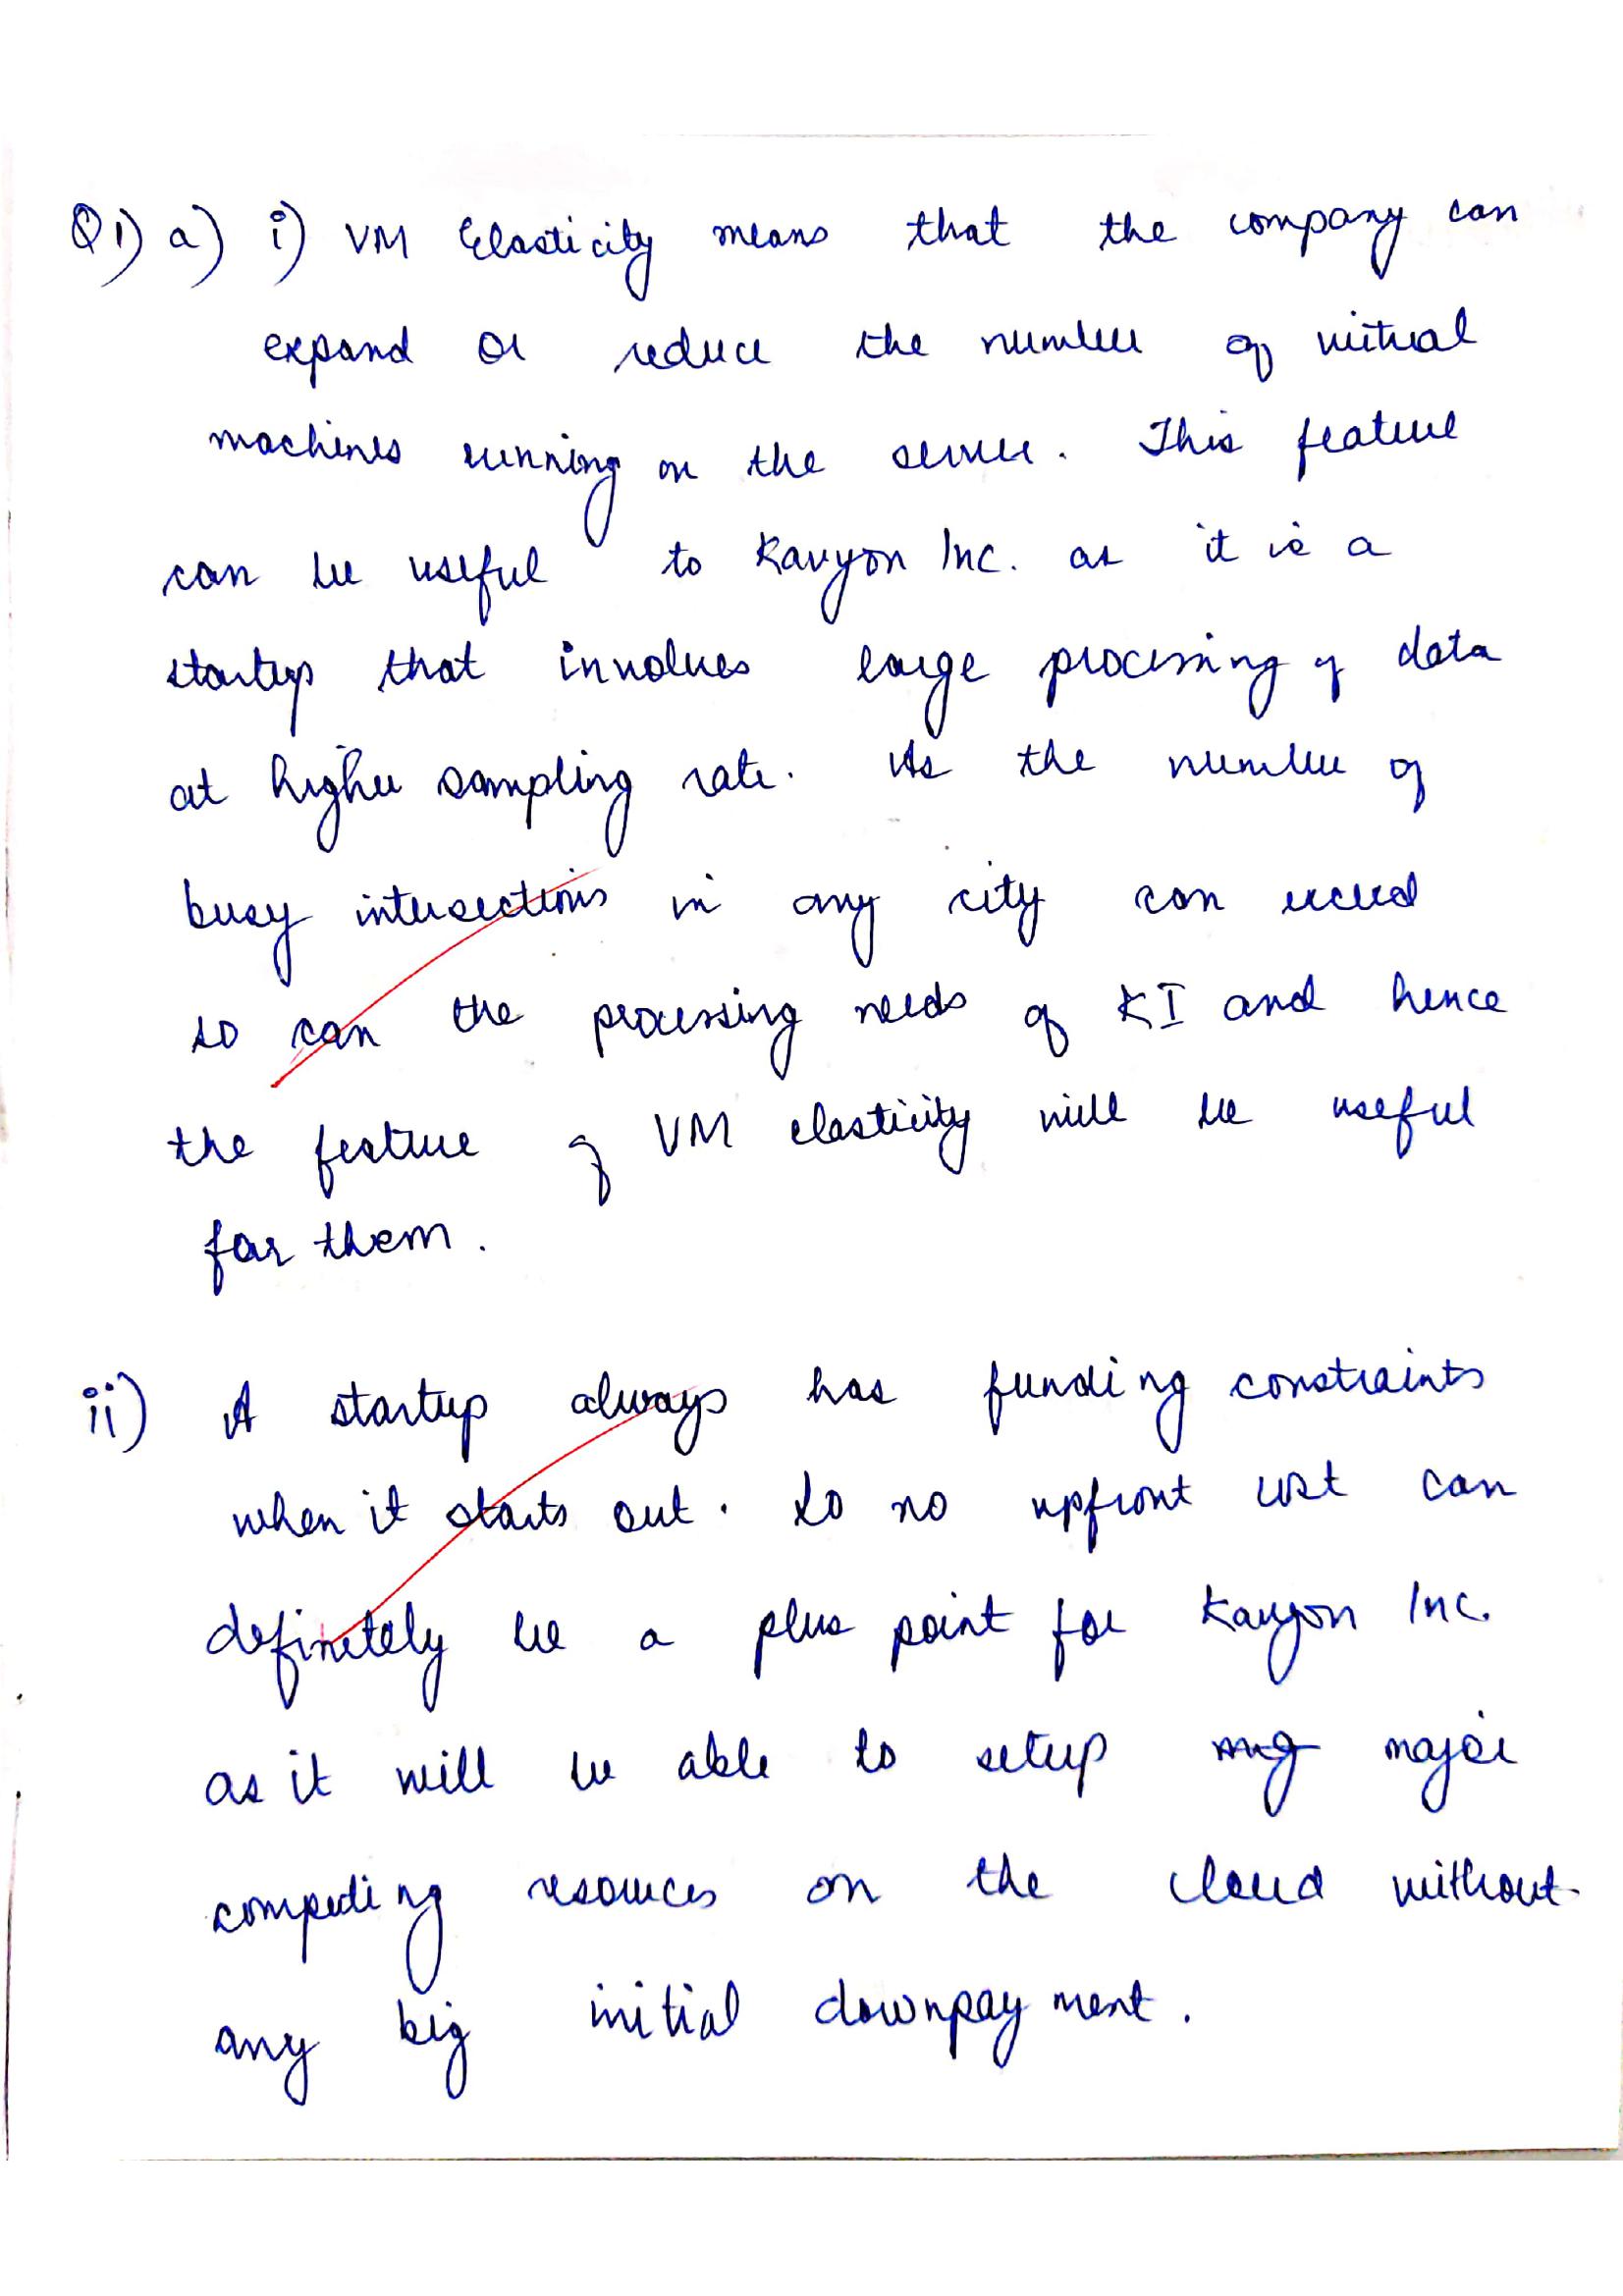 Q1) a) i) VM Elasticity means that the company can
expand or reduce the number of virtual
machines running on the server. This feature
can be useful to Kavyon Inc. as it is a
startup that involves large processing of data
at higher sampling rate. As the number of
busy intersections in any city can exceed
so can the processing needs of KI and hence
the feature of VM elasticity will be useful
for them.
ii) A startup always has funding constraints
when it starts out. So no upfront cost can
definitely be a plus point for Kavyon Inc.
as it will be able to setup major
computing resources on the cloud without
any big initial downpayment.